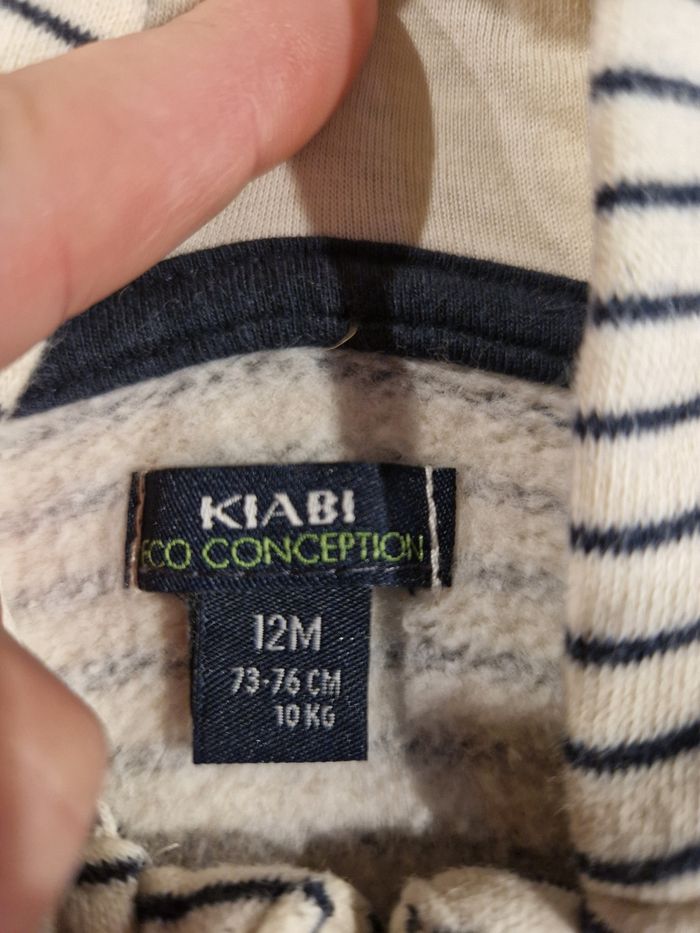 KIABI
ECO CONCEPTION
12M
73-76 CM
10 KG